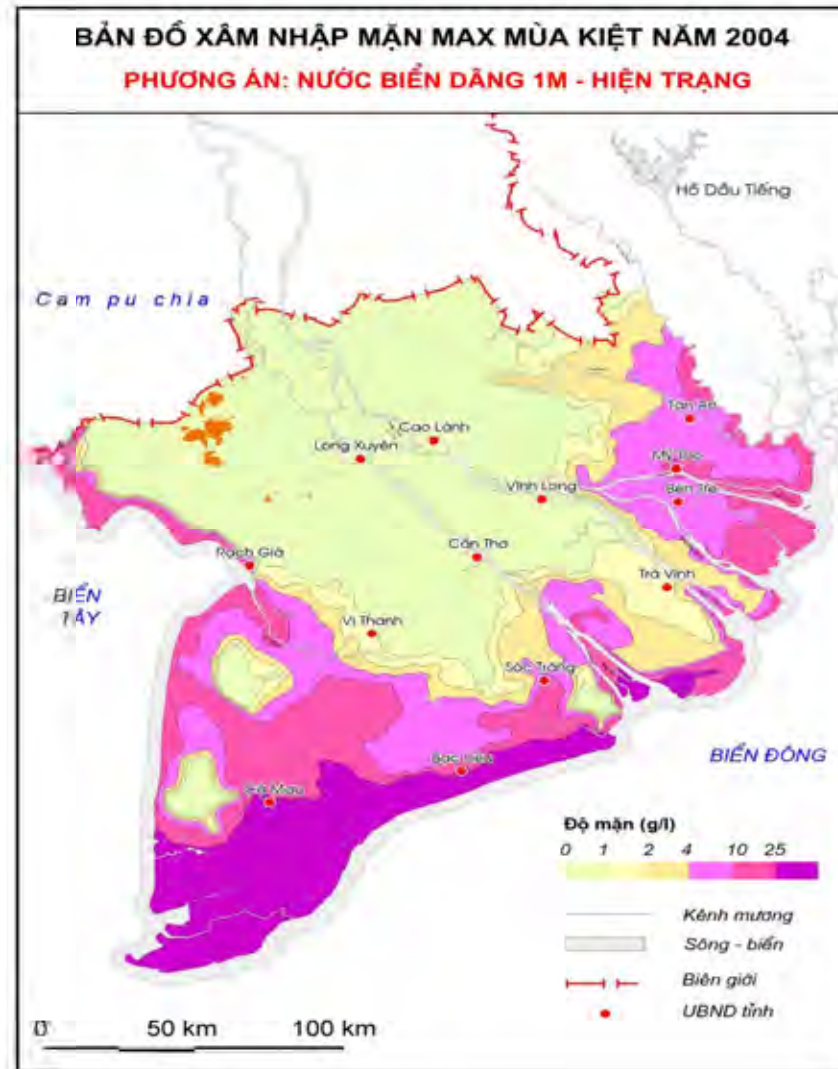 BẢN ĐỒ XÂM NHẬP MẶN MAX MÙA KIỆT NĂM 2004
PHƯƠNG ÁN: NƯỚC BIỂN DÂNG 1M - HIỆN TRẠNG
Hồ Dầu Tiếng
Cam pu chia
Tân An
Cao Lãnh
Long Xuyên
Mỹ Tho
Vĩnh Long
Bến Tre
Cần Thơ
Rạch Giá
Trà Vinh
BIỂN
TÂY
Vị Thanh
Sóc Trăng
BIỂN ĐÔNG
Bạc Liêu
Cà Mau
Độ mặn (g/l)
0 1 2 4 10 25
Kênh mương
Sông - biển
Biên giới
UBND tỉnh
0 50 km 100 km